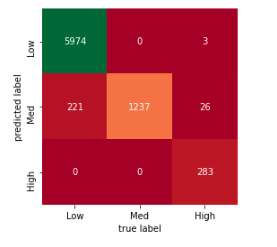 predicted label
Low
5974 0 3
Med
221 1237 26
High
0 0 283
Low Med High
true label